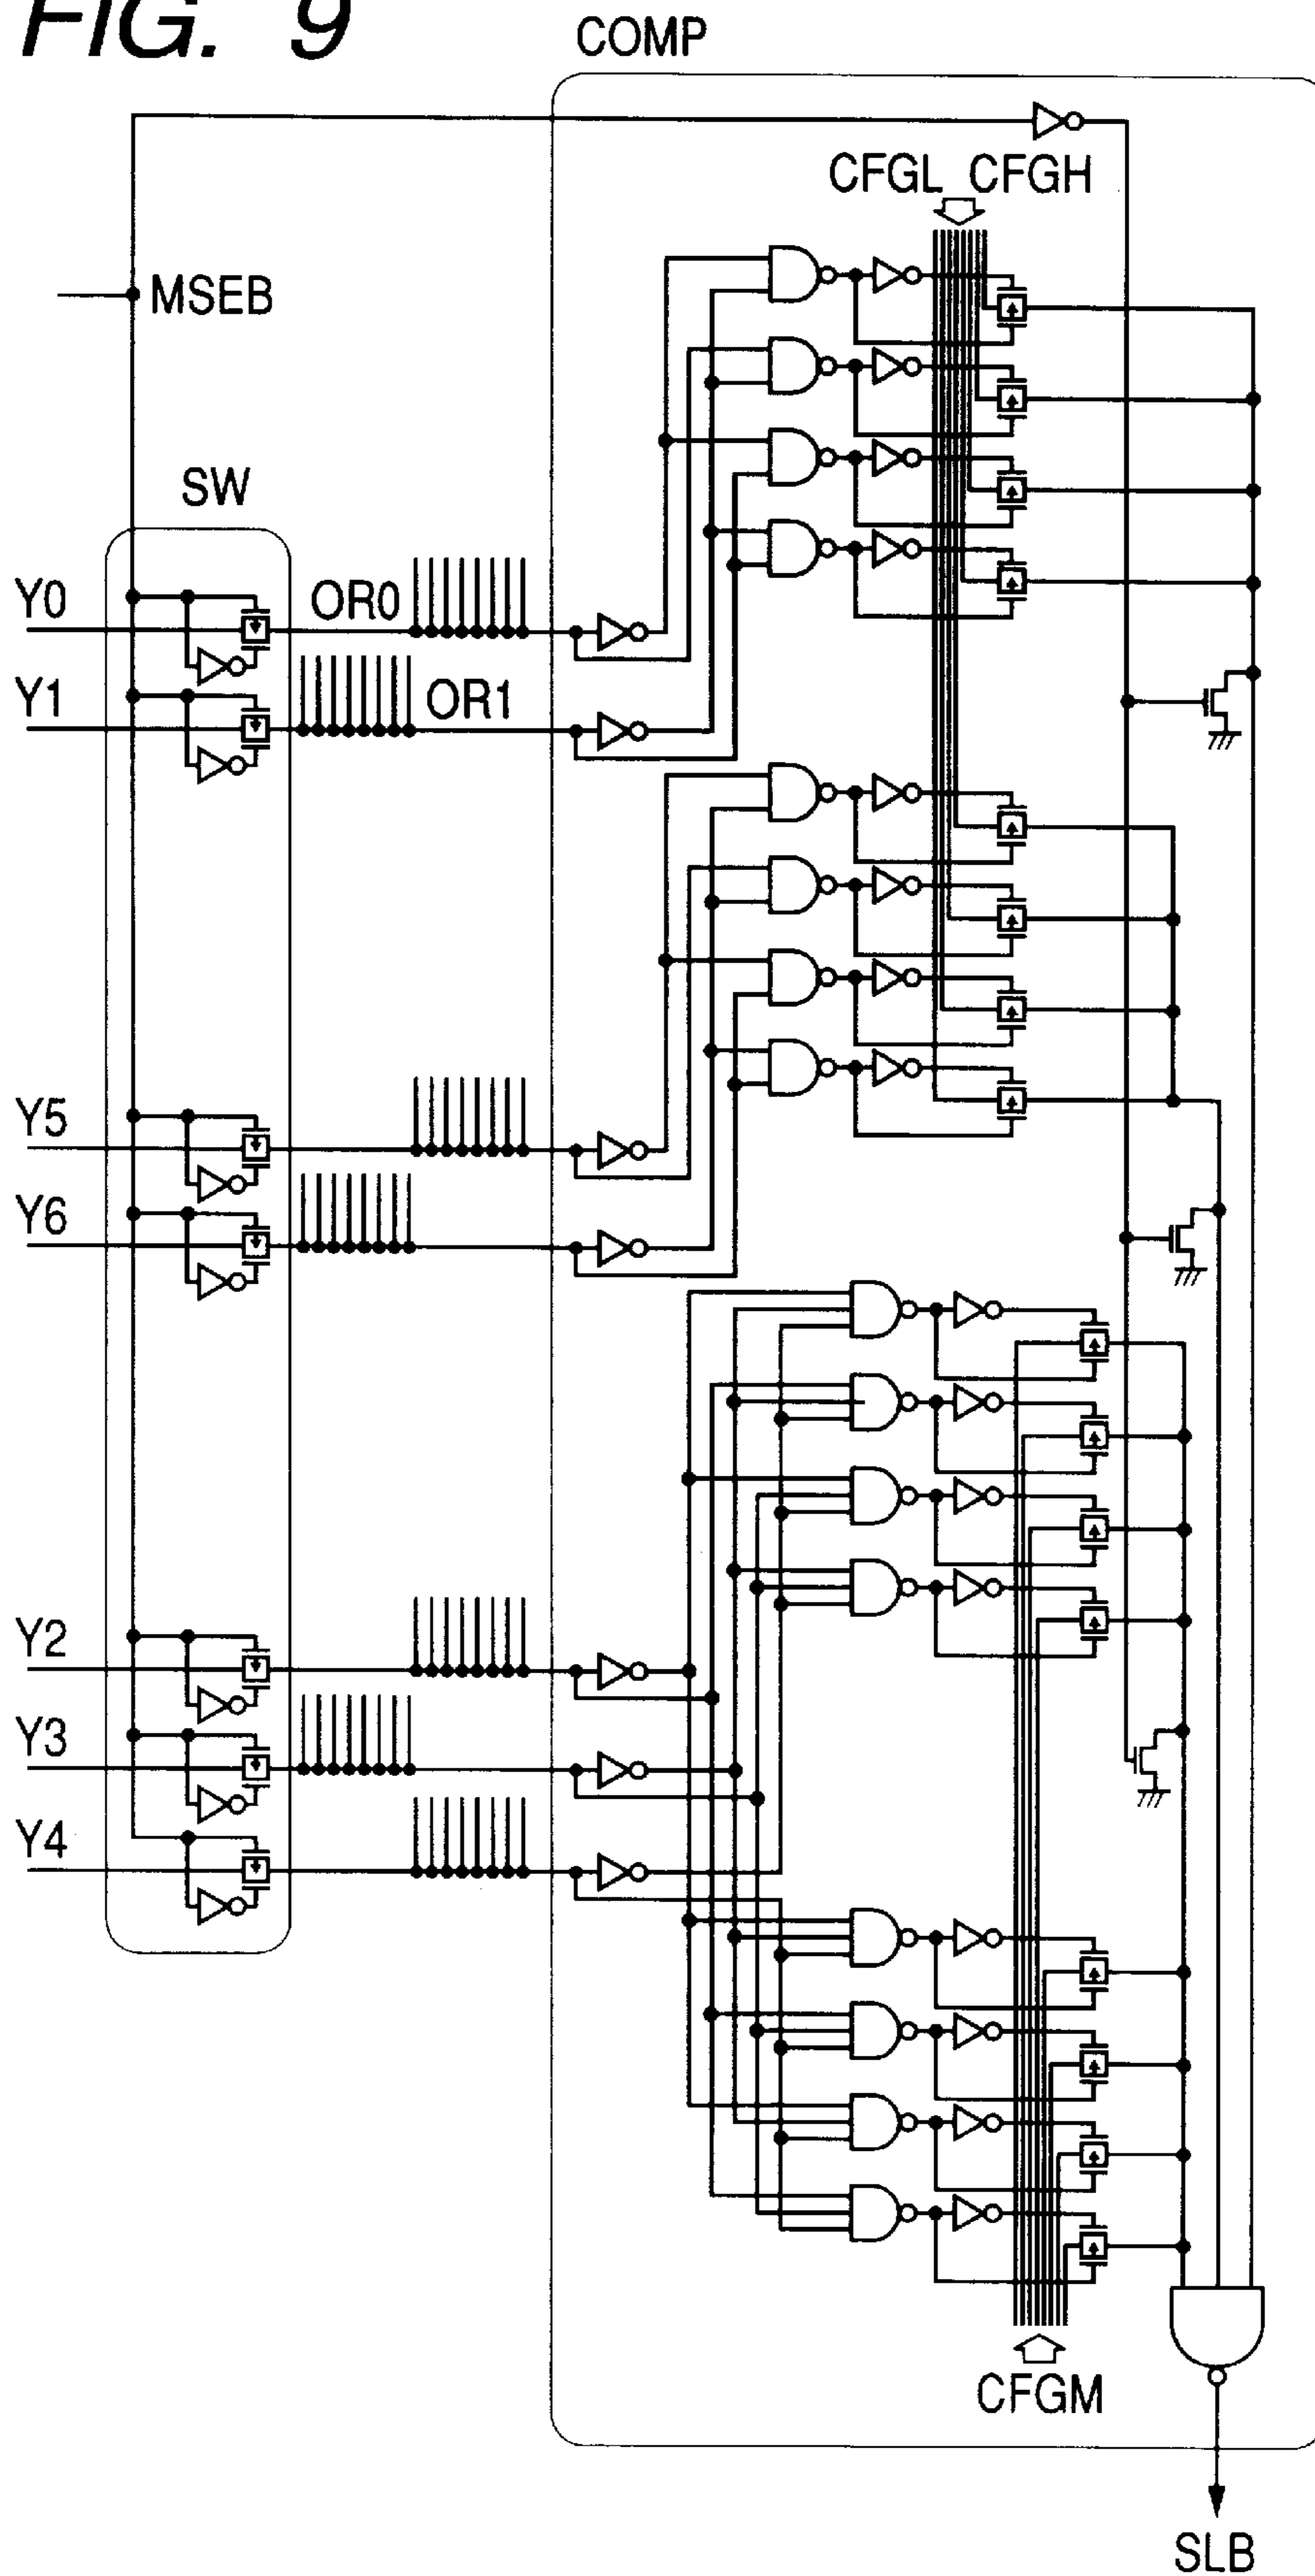 FIG. 9
COMP
CFGL CFGH
MSEB
SW
Y0
OR0
Y1
OR1
Y5
Y6
Y2
Y3
Y4
CFGM
SLB